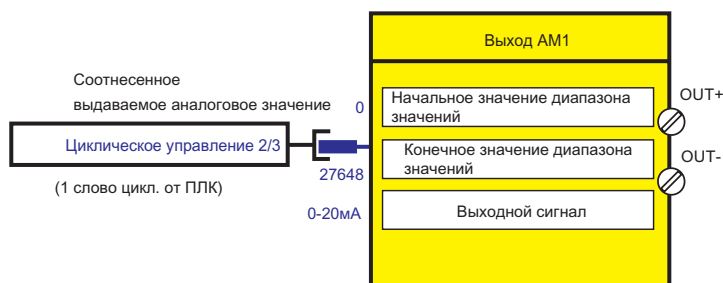 Выход AM1
Соотнесенное
выдаваемое аналоговое значение
0
Начальное значение диапазона
значений
OUT+
Циклическое управление 2/3
Конечное значение диапазона
значений
OUT-
27648
(1 слово цикл. от ПЛК)
0-20мА
Выходной сигнал